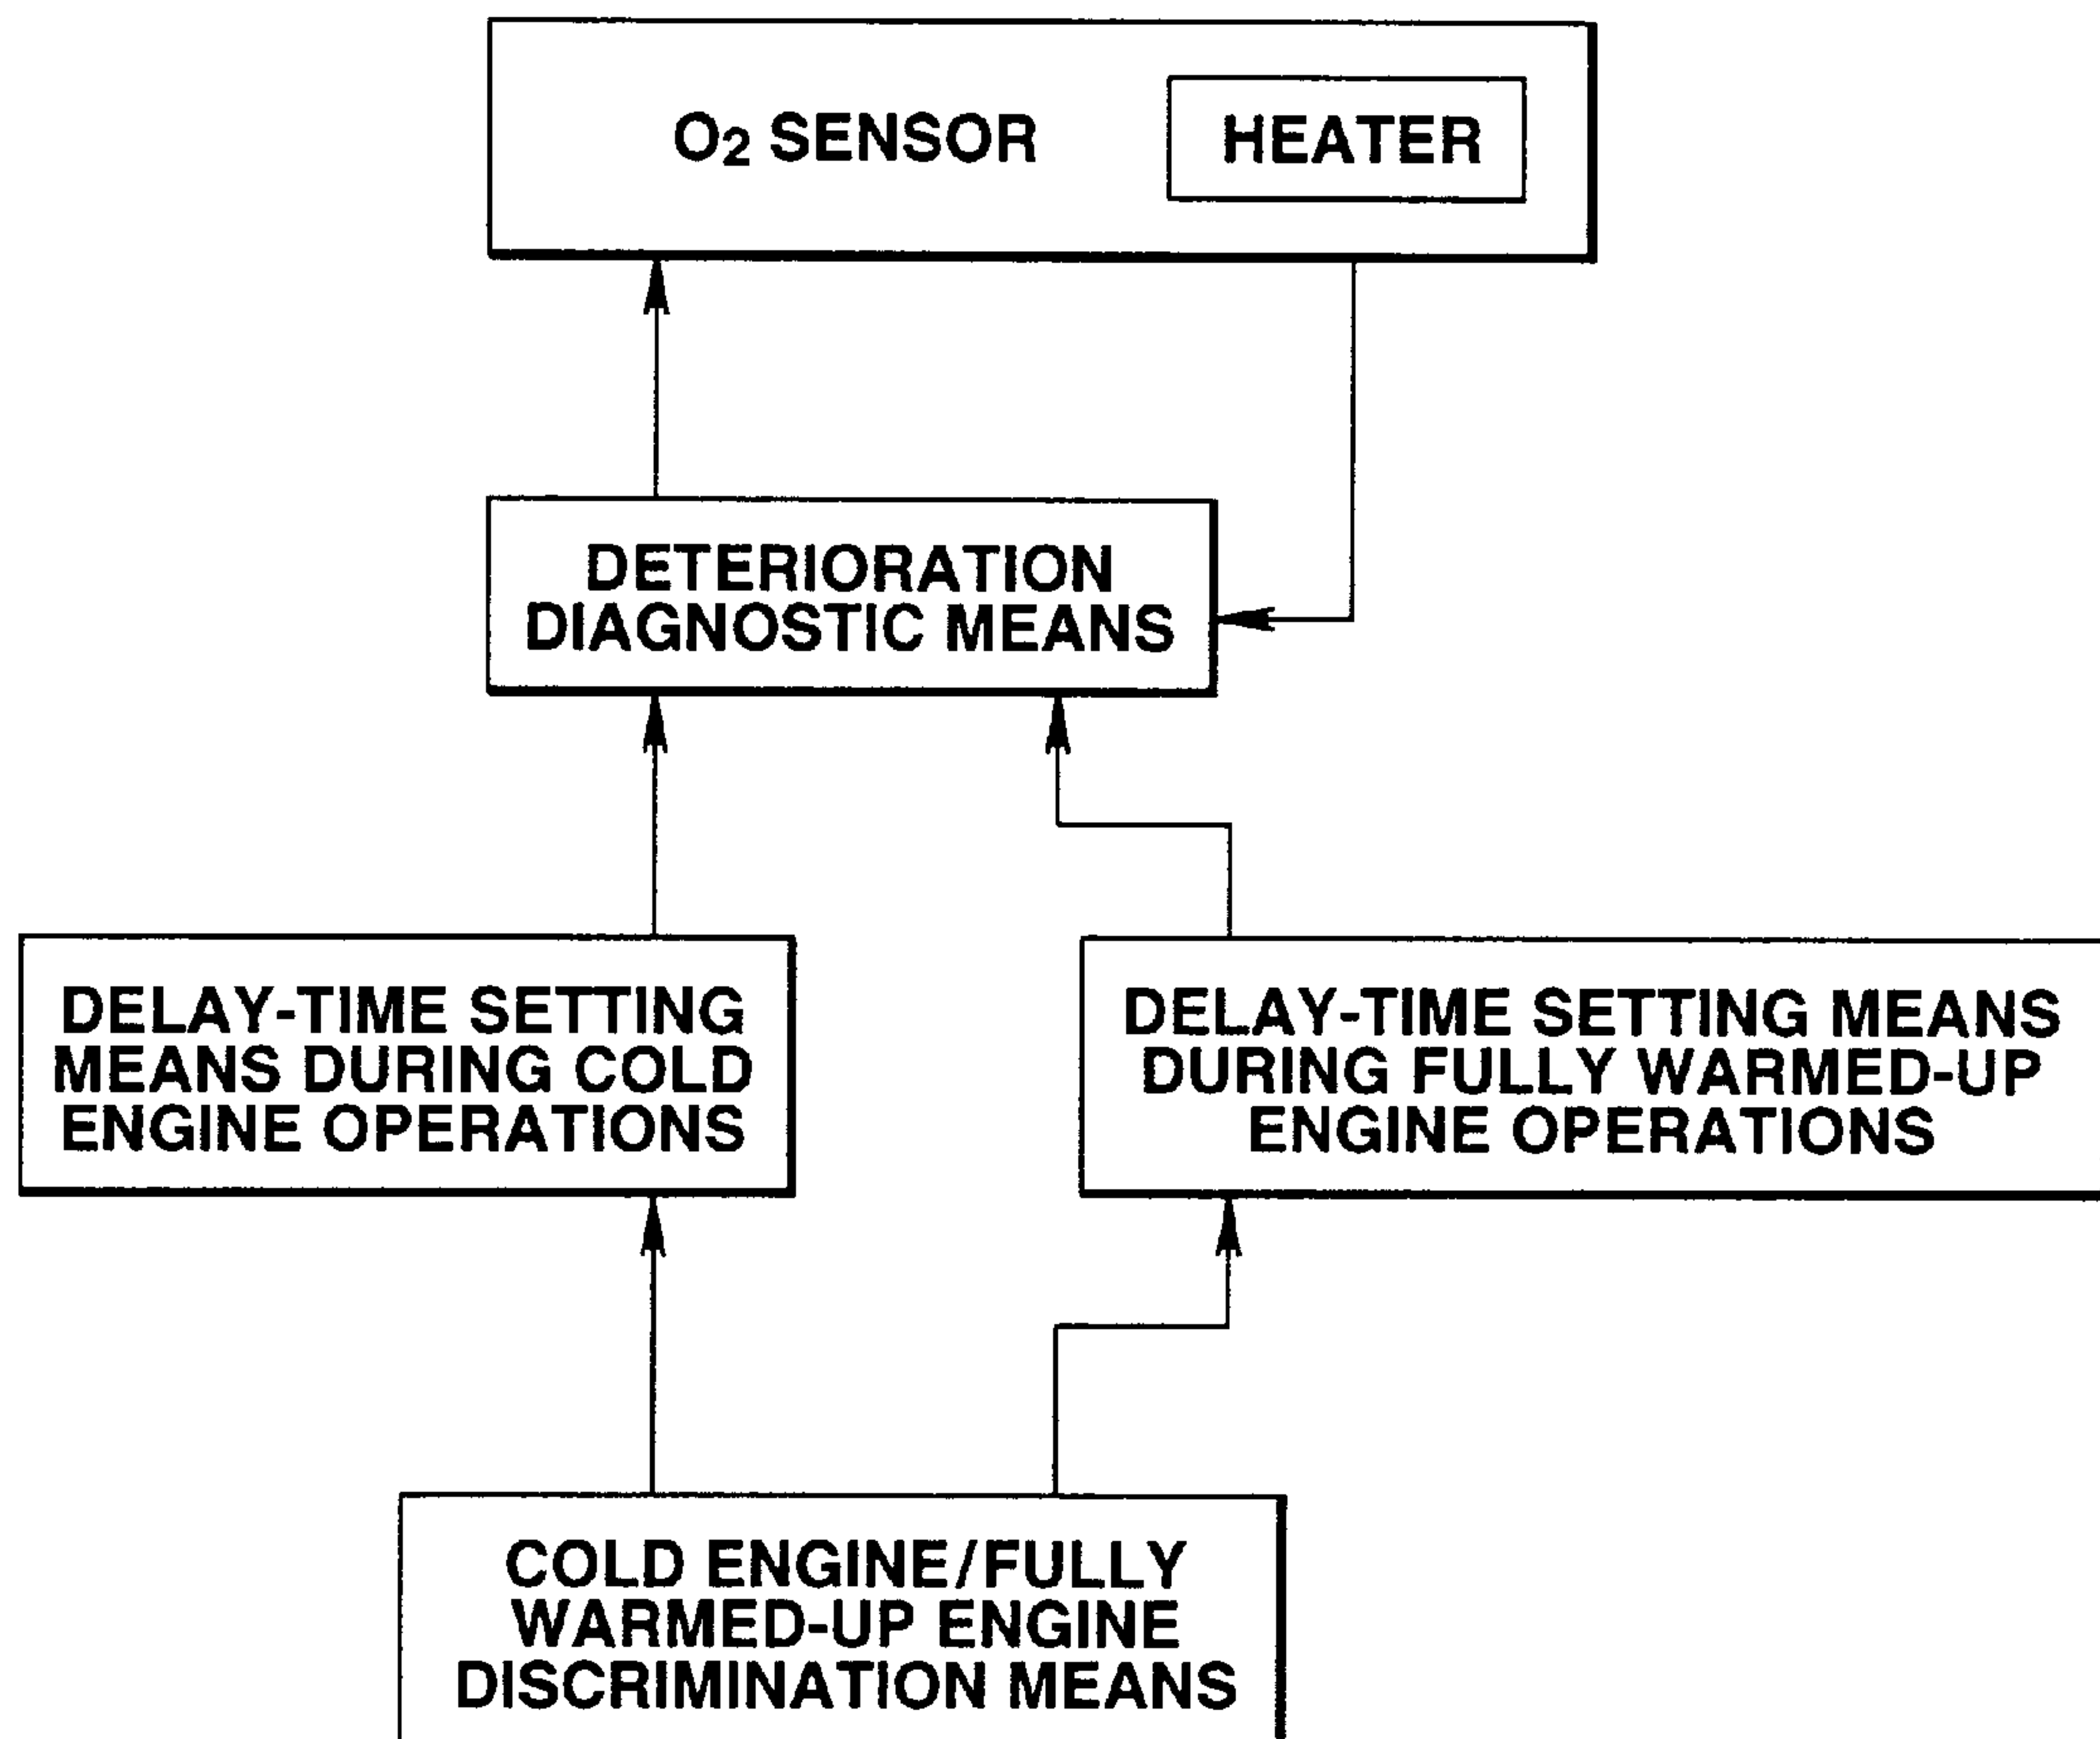 O2 SENSOR
HEATER
DETERIORATION
DIAGNOSTIC MEANS
DELAY-TIME SETTING
MEANS DURING COLD
ENGINE OPERATIONS
DELAY-TIME SETTING MEANS
DURING FULLY WARMED-UP
ENGINE OPERATIONS
COLD ENGINE/FULLY
WARMED-UP ENGINE
DISCRIMINATION MEANS